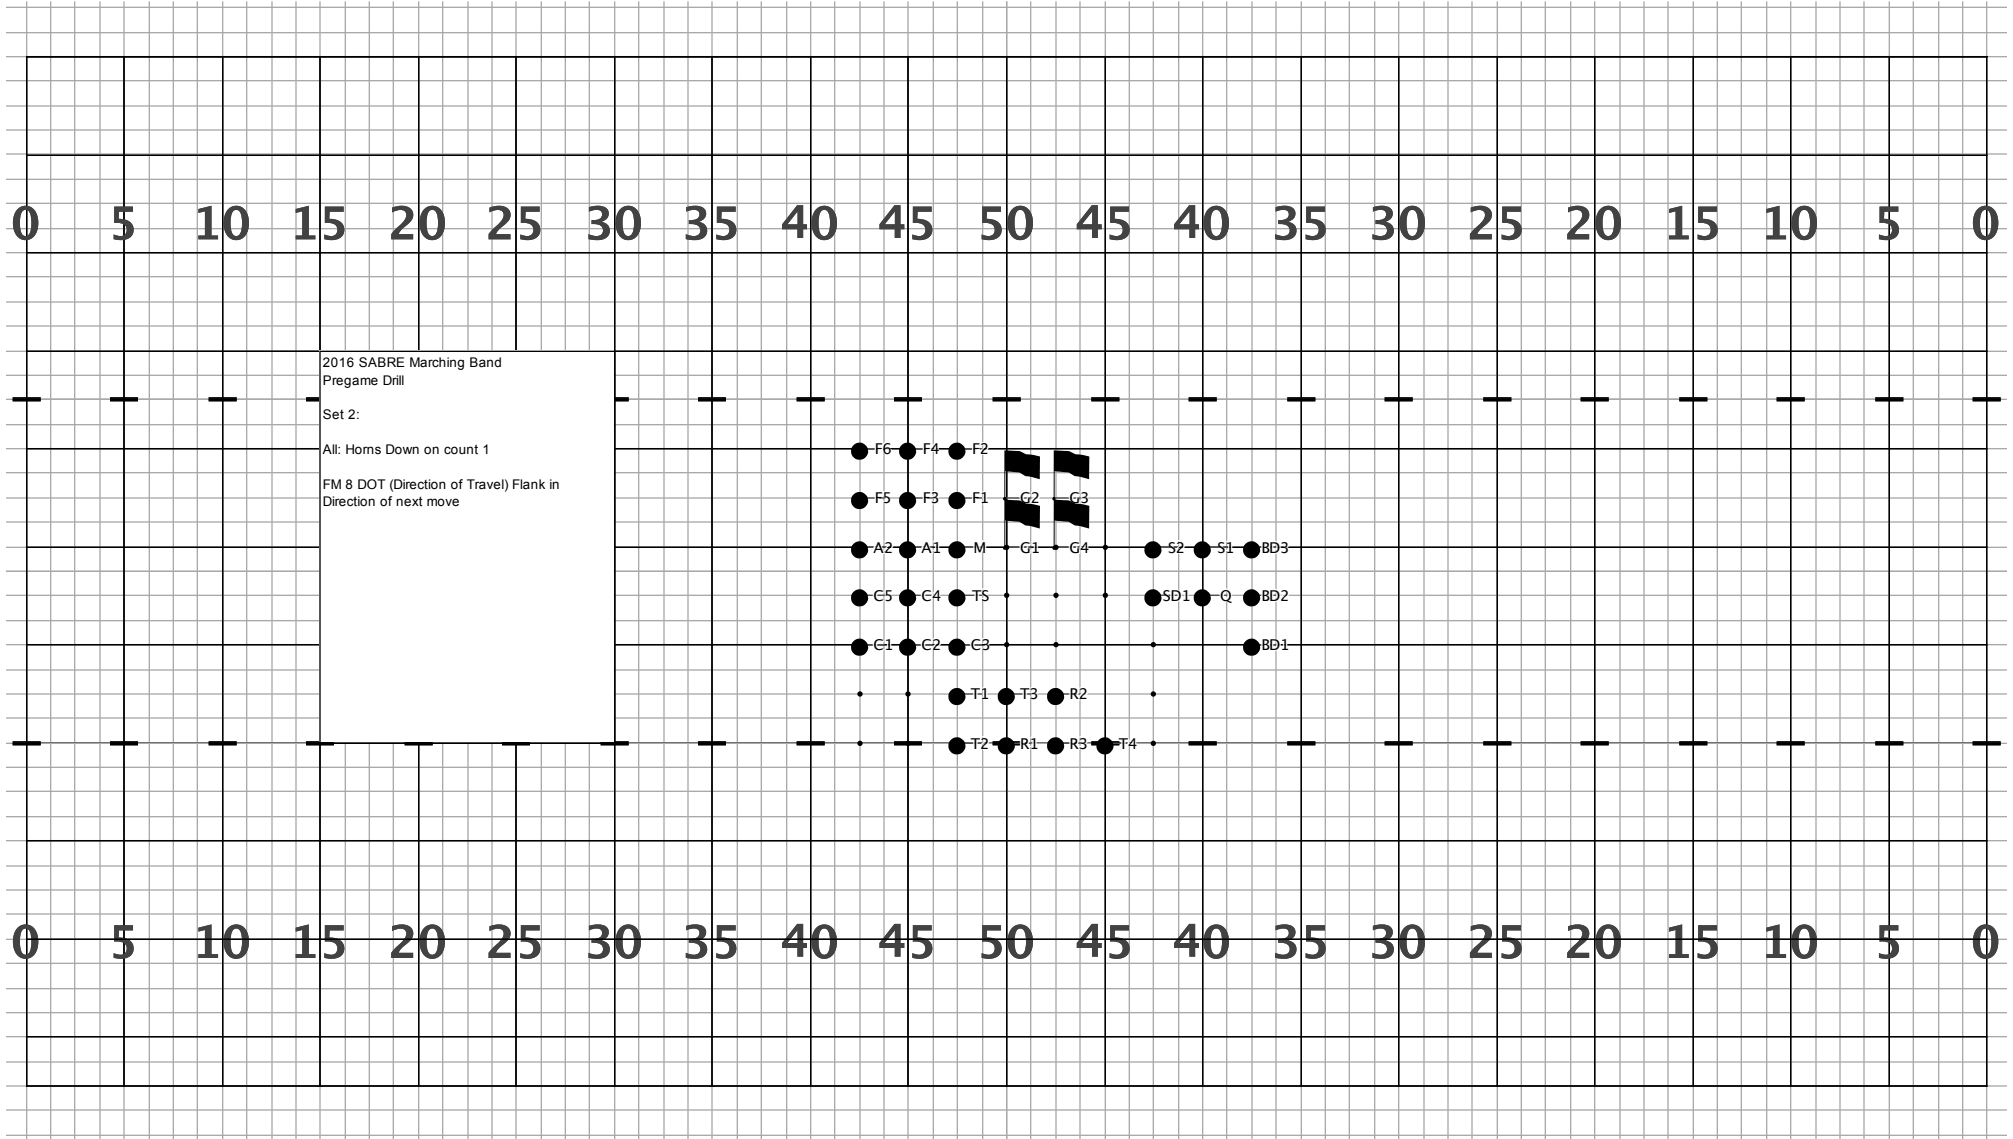 0 5 10 15 20 25 30 35 40 45 50 45 40 35 30 25 20 15 10 5 0
2016 SABRE Marching Band
Pregame Drill
Set 2:
All: Horns Down on count 1
FM 8 DOT (Direction of Travel) Flank in
Direction of next move
F6 F4 F2
F5 F3 F1 G2 G3
A2 A1 M G1 G4 S2 S1 BD3
C5 C4 TS SD1 Q BD2
C1 C2 C3 BD1
T1 T3 R2
T2 R1 R3 T4
0 5 10 15 20 25 30 35 40 45 50 45 40 35 30 25 20 15 10 5 0